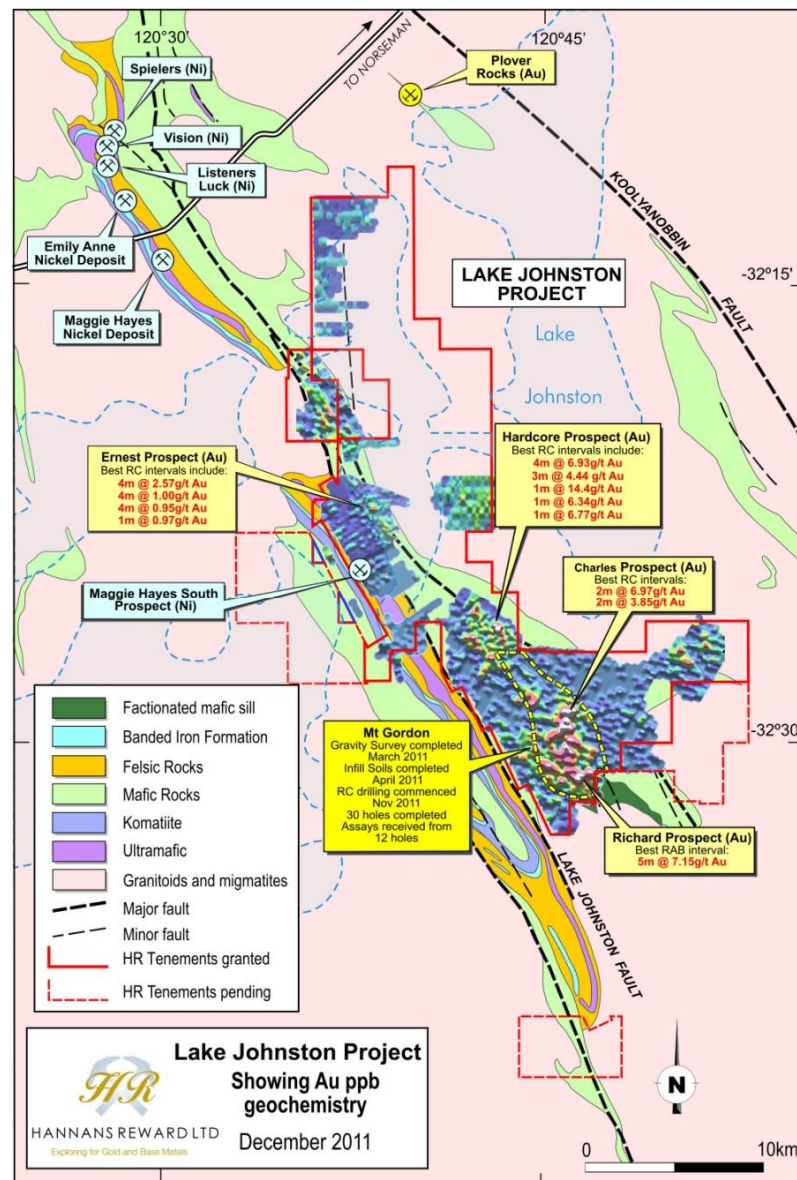 120°30'
120°45'
TO NORSEMAN
Spielers (Ni)
Vision (Ni)
Listeners
Luck (Ni)
Emily Anne
Nickel Deposit
Maggie Hayes
Nickel Deposit
Plover
Rocks (Au)
KOOLYANOBBIN
FAULT
-32°15'
LAKE JOHNSTON
PROJECT
Lake
Johnston
Ernest Prospect (Au)
Best RC intervals include:
4m @ 2.57g/t Au
4m @ 1.00g/t Au
4m @ 0.95g/t Au
1m @ 0.97g/t Au
Hardcore Prospect (Au)
Best RC intervals include:
4m @ 6.93g/t Au
3m @ 4.44 g/t Au
1m @ 14.4g/t Au
1m @ 6.34g/t Au
1m @ 6.77g/t Au
Charles Prospect (Au)
Best RC intervals:
2m @ 6.97g/t Au
2m @ 3.85g/t Au
Maggie Hayes South
Prospect (Ni)
Mt Gordon
Gravity Survey completed
March 2011
Infill Soils completed
April 2011
RC drilling commenced
Nov 2011
30 holes completed
Assays received from
12 holes
-32°30'
Richard Prospect (Au)
Best RAB interval:
5m @ 7.15g/t Au
LAKE JOHNSTON FAULT
Factionated mafic sill
Banded Iron Formation
Felsic Rocks
Mafic Rocks
Komatiite
Ultramafic
Granitoids and migmatites
Major fault
Minor fault
HR Tenements granted
HR Tenements pending
HR
HANNANS REWARD LTD
Exploring for Gold and Base Metals
Lake Johnston Project
Showing Au ppb
geochemistry
December 2011
N
0
10km